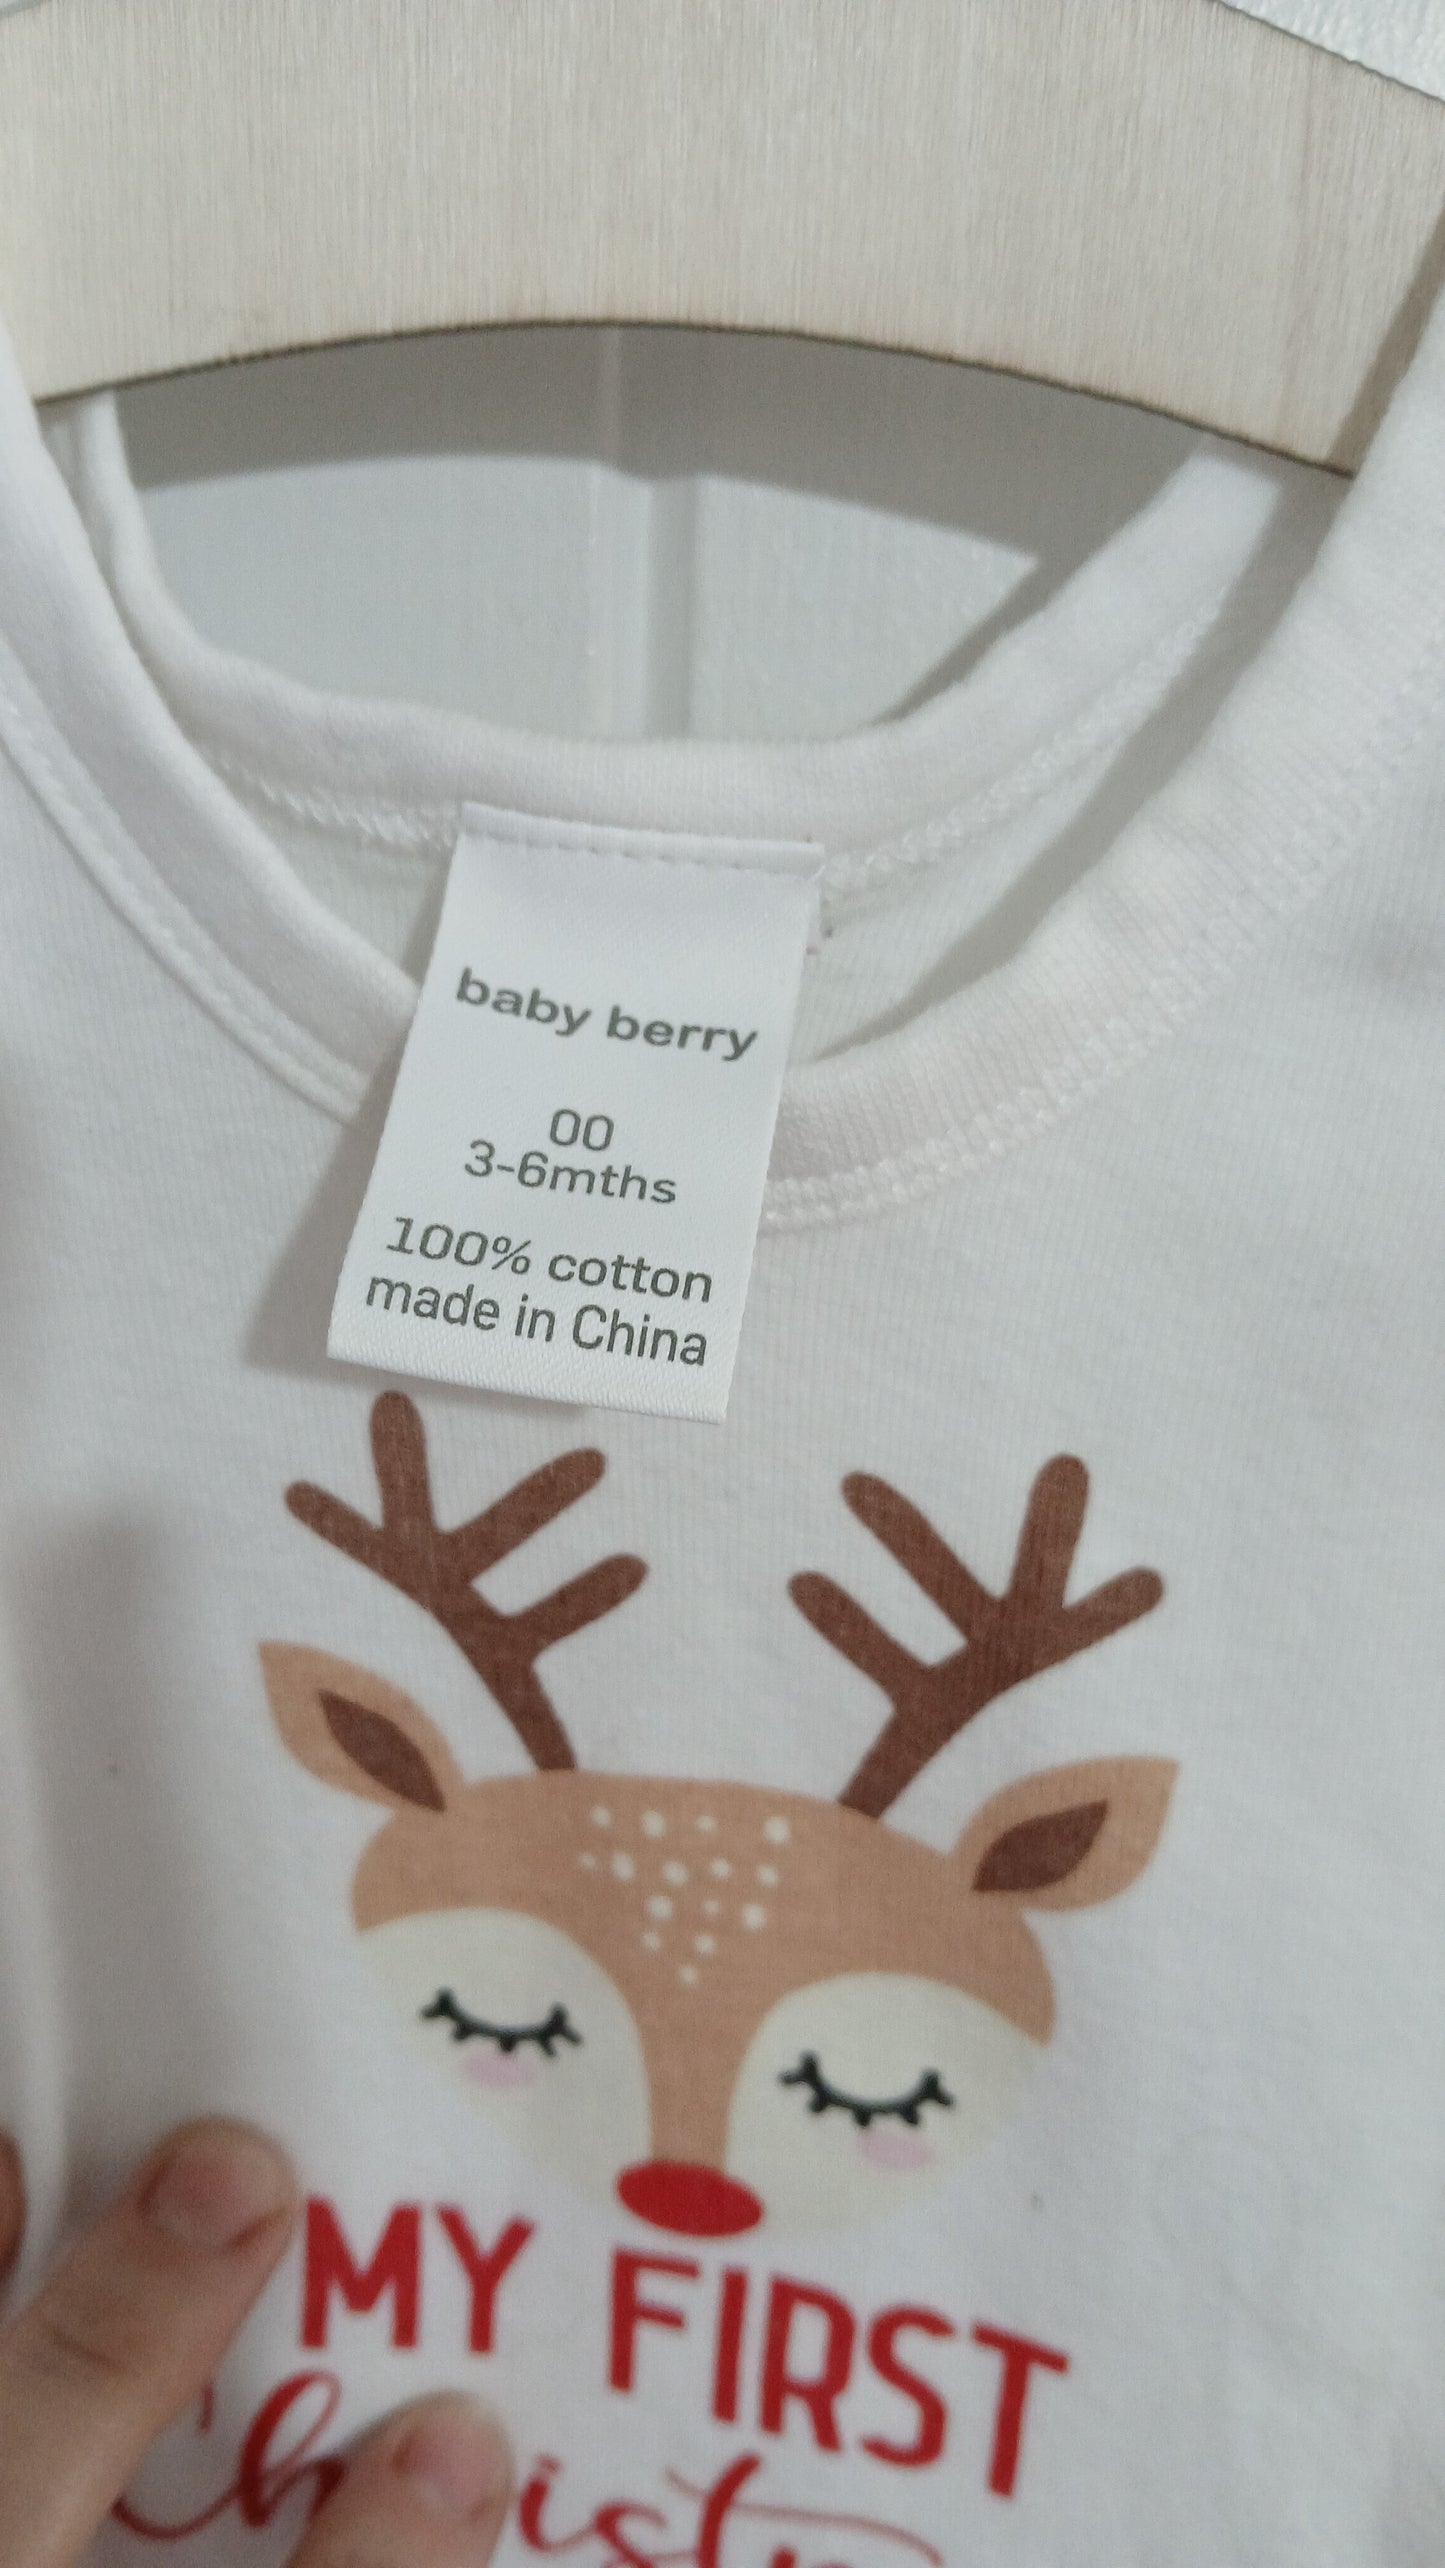 baby berry
00
3-6mths
100% cotton
made in China
MY FIRST